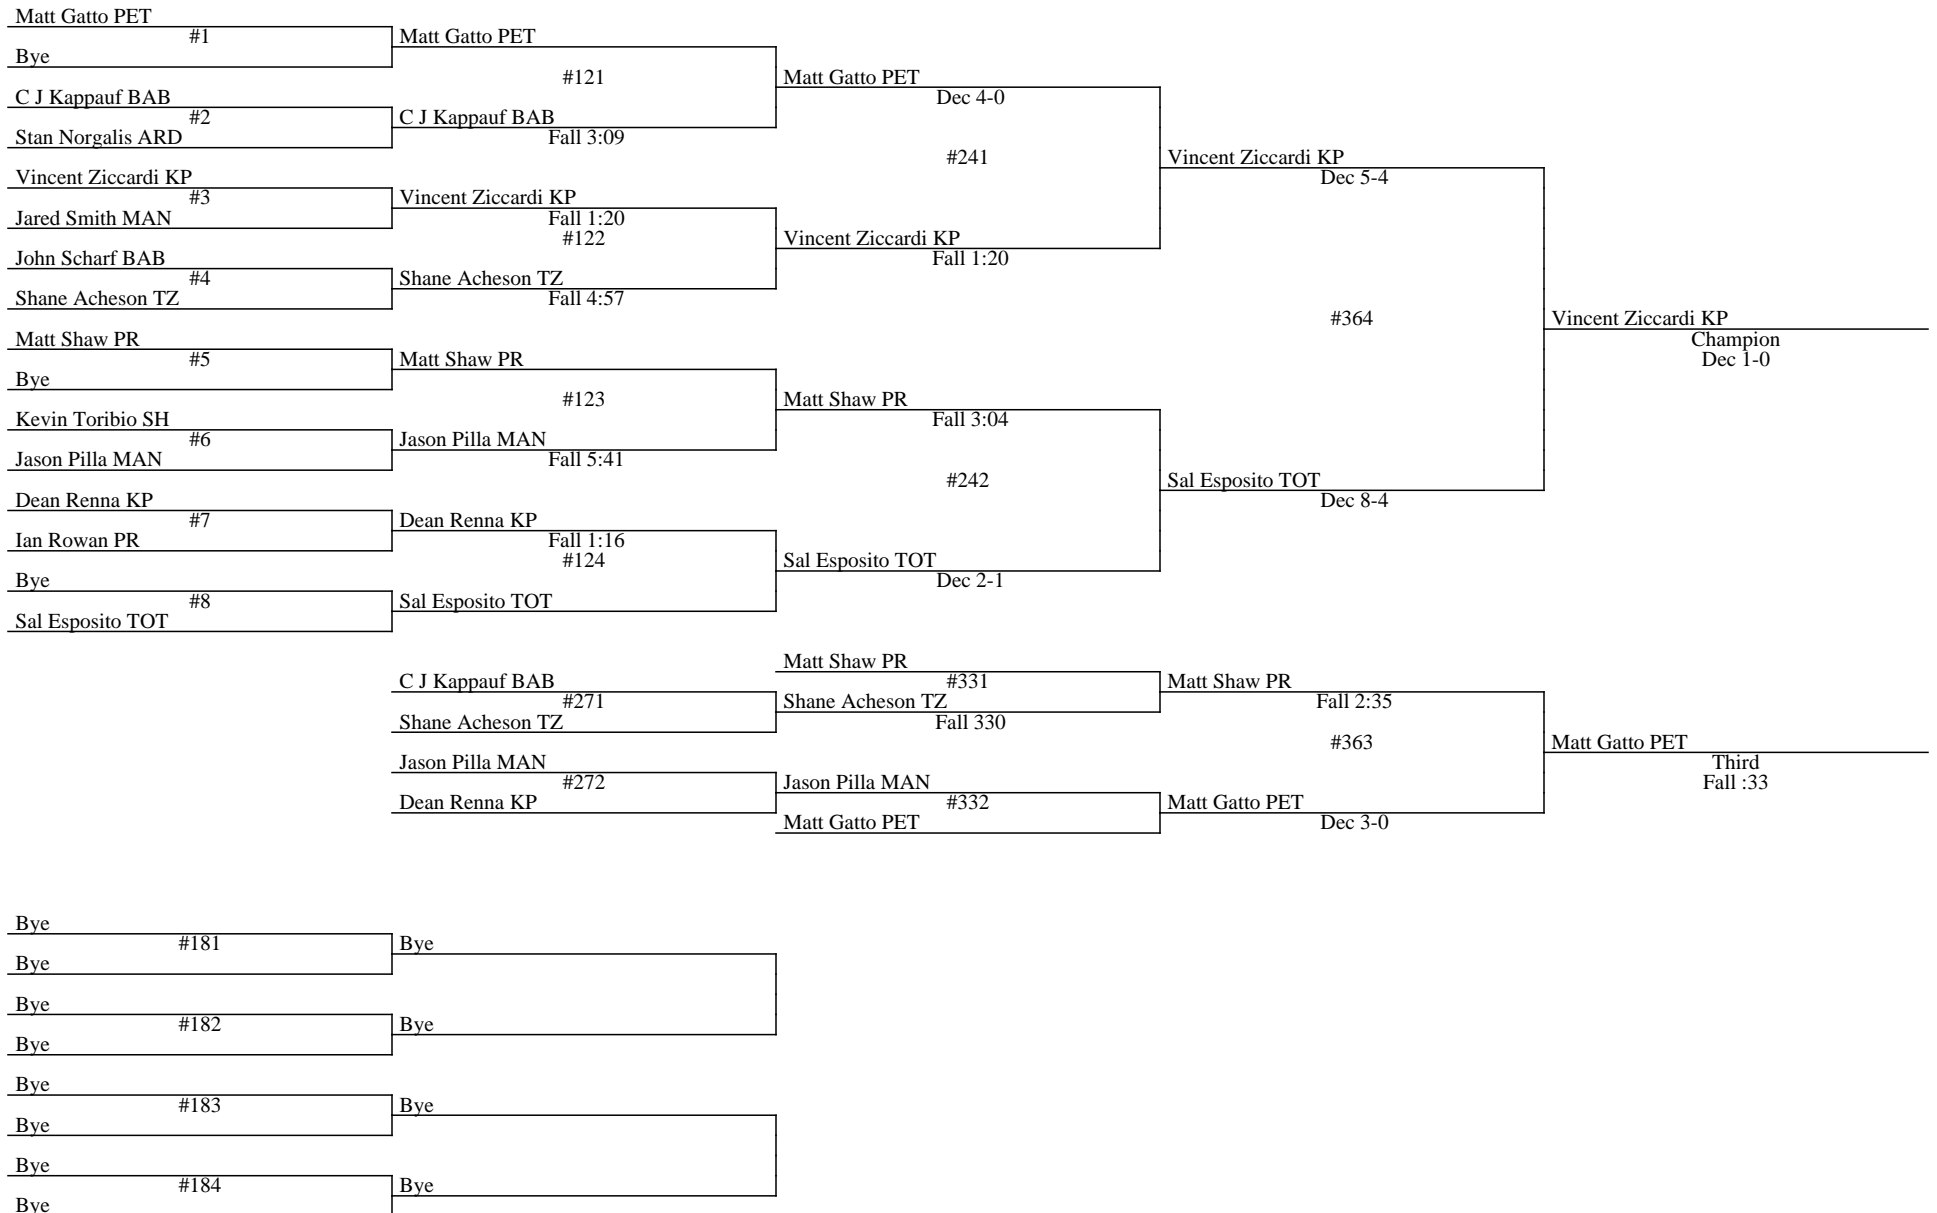 Matt Gatto PET
#1
Bye
Matt Gatto PET
#121
C J Kappauf BAB
#2
Stan Norgalis ARD
C J Kappauf BAB
Fall 3:09
Matt Gatto PET
Dec 4-0
#241
Vincent Ziccardi KP
#3
Jared Smith MAN
Vincent Ziccardi KP
Fall 1:20
#122
John Scharf BAB
#4
Shane Acheson TZ
Shane Acheson TZ
Fall 4:57
Vincent Ziccardi KP
Fall 1:20
Vincent Ziccardi KP
Dec 5-4
#364
Matt Shaw PR
#5
Bye
Matt Shaw PR
#123
Kevin Toribio SH
#6
Jason Pilla MAN
Jason Pilla MAN
Fall 5:41
Matt Shaw PR
Fall 3:04
#242
Dean Renna KP
#7
Ian Rowan PR
Dean Renna KP
Fall 1:16
#124
Bye
#8
Sal Esposito TOT
Sal Esposito TOT
Sal Esposito TOT
Dec 2-1
Sal Esposito TOT
Dec 8-4
Vincent Ziccardi KP
Champion
Dec 1-0
C J Kappauf BAB
#271
Shane Acheson TZ
Matt Shaw PR
#331
Shane Acheson TZ
Fall 330
Matt Shaw PR
Fall 2:35
#363
Jason Pilla MAN
#272
Dean Renna KP
Jason Pilla MAN
#332
Matt Gatto PET
Matt Gatto PET
Dec 3-0
Matt Gatto PET
Third
Fall :33
Bye
#181
Bye
Bye
Bye
#182
Bye
Bye
Bye
#183
Bye
Bye
Bye
#184
Bye
Bye